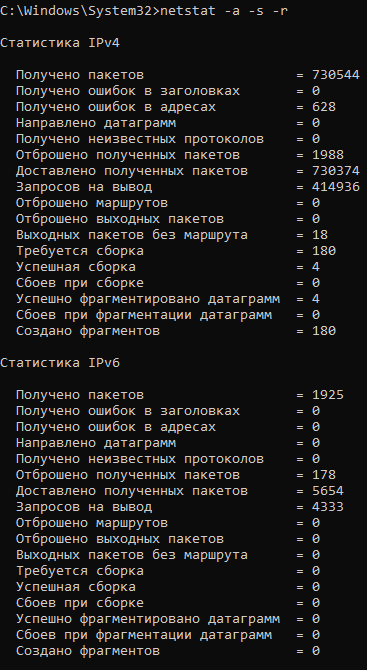 C:\Windows\System32>netstat -a -s -r
Статистика IPv4
Получено пакетов = 730544
Получено ошибок в заголовках = 0
Получено ошибок в адресах = 628
Направлено датаграмм = 0
Получено неизвестных протоколов = 0
Отброшено полученных пакетов = 1988
Доставлено полученных пакетов = 730374
Запросов на вывод = 414936
Отброшено маршрутов = 0
Отброшено выходных пакетов = 0
Выходных пакетов без маршрута = 18
Требуется сборка = 180
Успешная сборка = 4
Сбоев при сборке = 0
Успешно фрагментировано датаграмм = 4
Сбоев при фрагментации датаграмм = 0
Создано фрагментов = 180
Статистика IPv6
Получено пакетов = 1925
Получено ошибок в заголовках = 0
Получено ошибок в адресах = 0
Направлено датаграмм = 0
Получено неизвестных протоколов = 0
Отброшено полученных пакетов = 178
Доставлено полученных пакетов = 5654
Запросов на вывод = 4333
Отброшено маршрутов = 0
Отброшено выходных пакетов = 0
Выходных пакетов без маршрута = 0
Требуется сборка = 0
Успешная сборка = 0
Сбоев при сборке = 0
Успешно фрагментировано датаграмм = 0
Сбоев при фрагментации датаграмм = 0
Создано фрагментов = 0